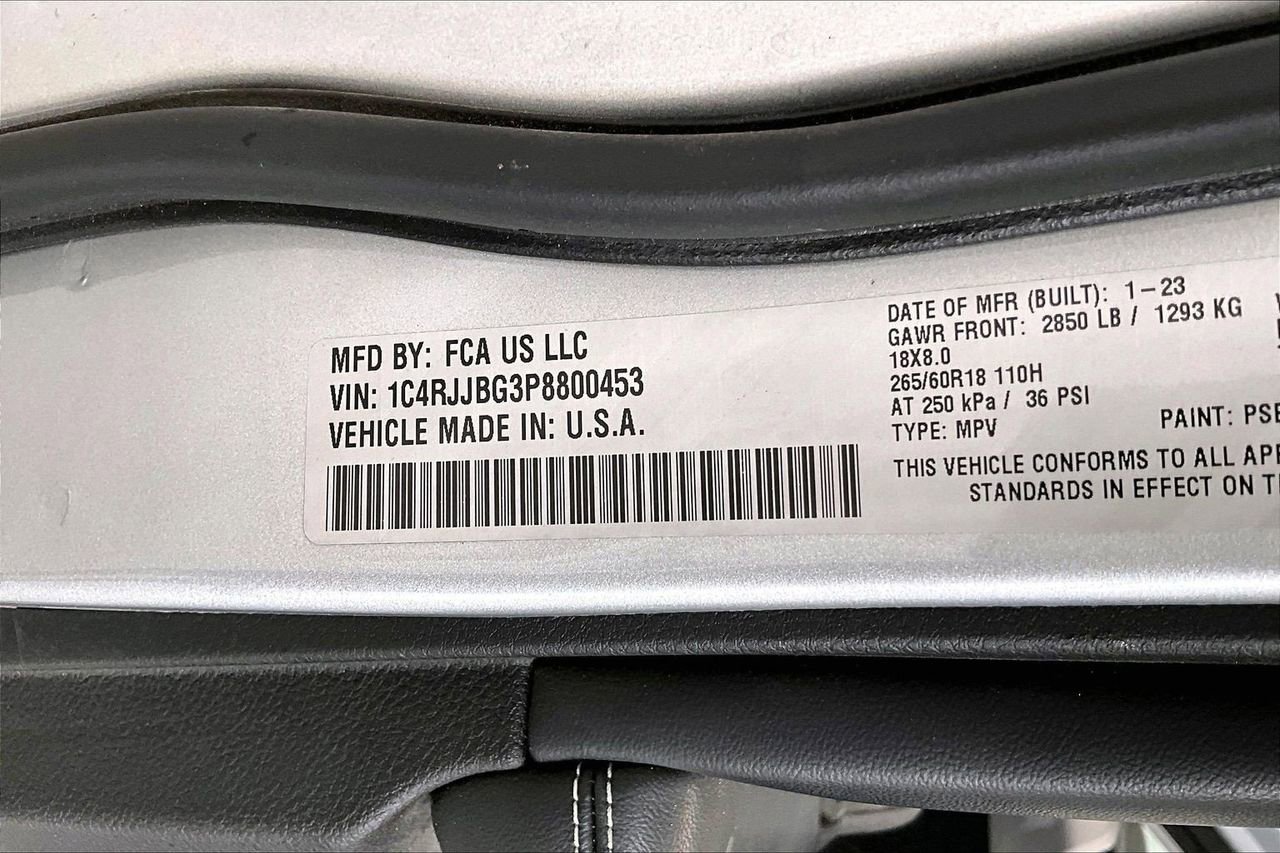 MFD BY: FCA US LLC
VIN: 1C4RJJBG3P8800453
VEHICLE MADE IN: U.S.A.
DATE OF MFR (BUILT): 1-23
GAWR FRONT: 2850 LB / 1293 KG
18X8.0
265/60R18 110H
AT 250 kPa / 36 PSI
TYPE: MPV
PAINT:
THIS VEHICLE CONFORMS TO ALL
STANDARDS IN EFFECT ON